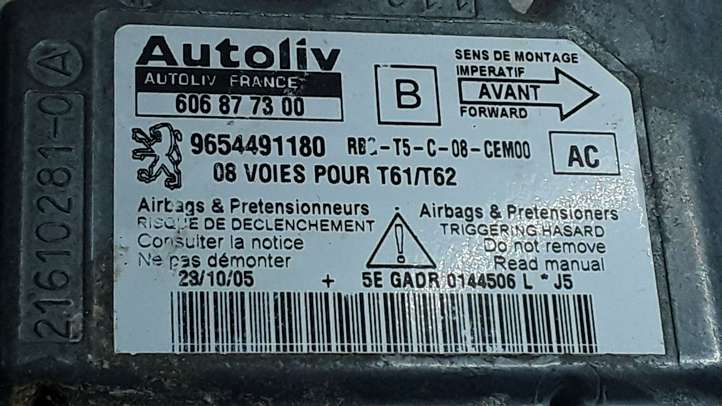 Autoliv
AUTOLIV FRANCE
606 87 73 00
B
SENS DE MONTAGE
IMPERATIF
AVANT
FORWARD
9654491180 -T5-C-08-CEM00
AC
08 VOIES POUR T61/T62
Airbags & Pretensionneurs
RISQUE DE DECLENCHEMENT
Consulter la notice
Ne pas démonter
Airbags & Pretensioners
TRIGGERING HASARD
Do not remove
Read manual
23/10/05 + 5E GADR 0144506 L * J5
21610281-0 A